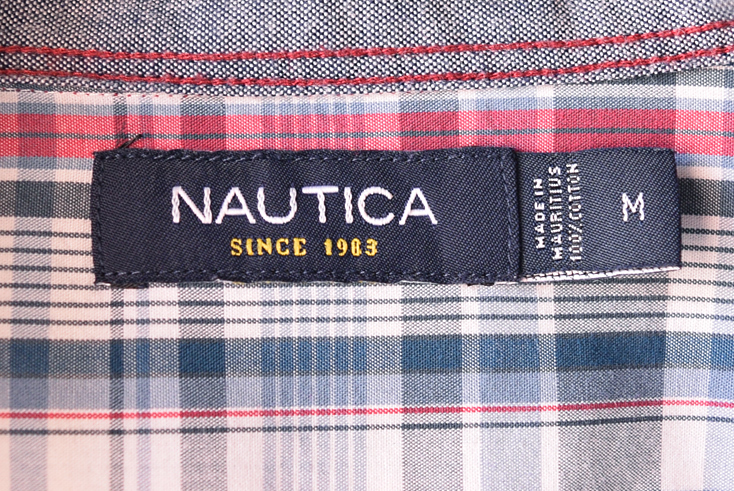 NAUTICA
SINCE 1983
MADE IN
MAURITIUS
100% COTTON
M